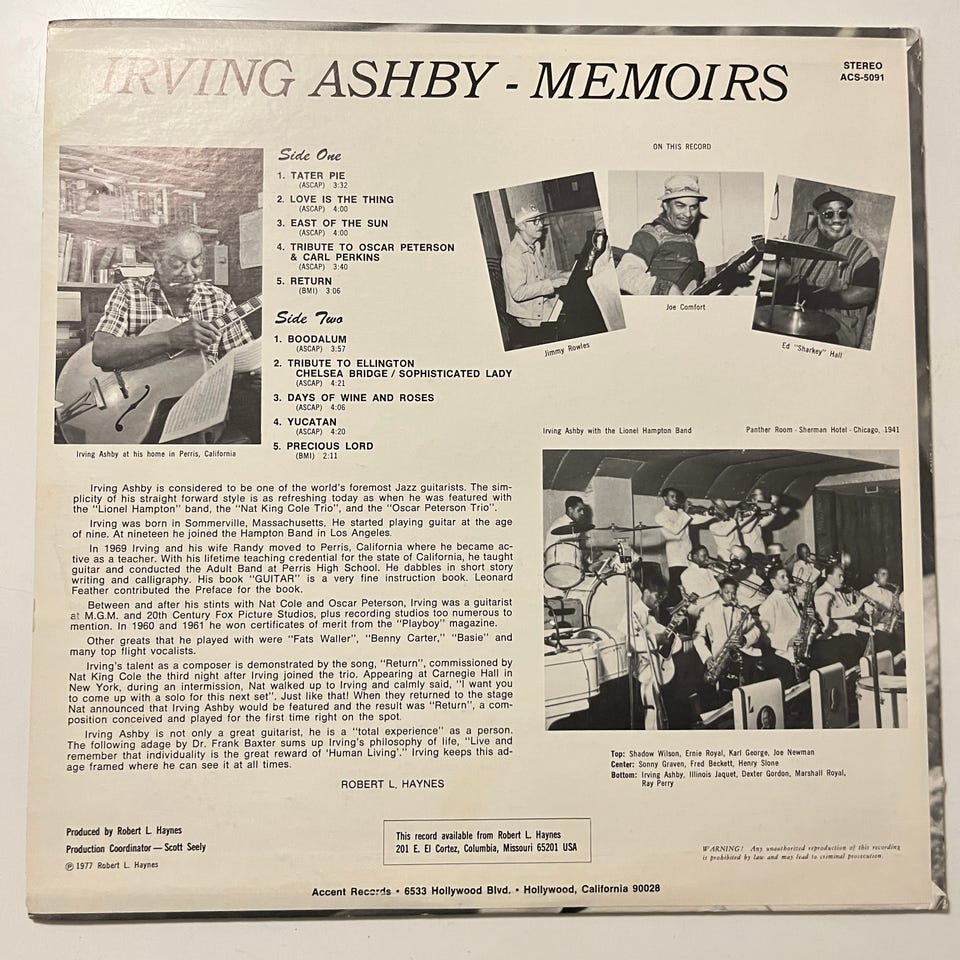 IRVING ASHBY - MEMOIRS
STEREO
ACS-5091
Side One
1. TATER PIE
(ASCAP) 3:32
2. LOVE IS THE THING
(ASCAP) 4:00
3. EAST OF THE SUN
(ASCAP) 4:00
4. TRIBUTE TO OSCAR PETERSON
& CARL PERKINS
(ASCAP) 3:40
5. RETURN
(BMI) 3:06
Side Two
1. BOODALUM
(ASCAP) 3:57
2. TRIBUTE TO ELLINGTON
CHELSEA BRIDGE / SOPHISTICATED LADY
(ASCAP) 4:21
3. DAYS OF WINE AND ROSES
(ASCAP) 4:06
4. YUCATAN
(ASCAP) 4:20
5. PRECIOUS LORD
(BMI) 2:11
ON THIS RECORD
Jimmy Rowles
Joe Comfort
Ed "Sharkey" Hall
Irving Ashby at his home in Perris, California
Irving Ashby with the Lionel Hampton Band
Panther Room - Sherman Hotel - Chicago, 1941
Irving Ashby is considered to be one of the world's foremost Jazz guitarists. The sim-
plicity of his straight forward style is as refreshing today as when he was featured with
the "Lionel Hampton" band, the "Nat King Cole Trio", and the "Oscar Peterson Trio".
Irving was born in Sommerville, Massachusetts. He started playing guitar at the age
of nine. At nineteen he joined the Hampton Band in Los Angeles.
In 1969 Irving and his wife Randy moved to Perris, California where he became ac-
tive as a teacher. With his lifetime teaching credential for the state of California, he taught
guitar and conducted the Adult Band at Perris High School. He dabbles in short story
writing and calligraphy. His book "GUITAR" is a very fine instruction book. Leonard
Feather contributed the Preface for the book.
Between and after his stints with Nat Cole and Oscar Peterson, Irving was a guitarist
at M.G.M. and 20th Century Fox Picture Studios, plus recording studios too numerous to
mention. In 1960 and 1961 he won certificates of merit from the "Playboy" magazine.
Other greats that he played with were "Fats Waller", "Benny Carter," "Basie" and
many top flight vocalists.
Irving's talent as a composer is demonstrated by the song, "Return", commissioned by
Nat King Cole the third night after Irving joined the trio. Appearing at Carnegie Hall in
New York, during an intermission, Nat walked up to Irving and calmly said, "I want you
to come up with a solo for this next set". Just like that! When they returned to the stage
Nat announced that Irving Ashby would be featured and the result was "Return", a com-
position conceived and played for the first time right on the spot.
Irving Ashby is not only a great guitarist, he is a "total experience" as a person.
The following adage by Dr. Frank Baxter sums up Irving's philosophy of life, "Live and
remember that individuality is the great reward of 'Human Living'." Irving keeps this ad-
age framed where he can see it at all times.
ROBERT L. HAYNES
Top: Shadow Wilson, Ernie Royal, Karl George, Joe Newman
Center: Sonny Graven, Fred Beckett, Henry Slone
Bottom: Irving Ashby, Illinois Jaquet, Dexter Gordon, Marshall Royal,
Ray Perry
Produced by Robert L. Haynes
Production Coordinator — Scott Seely
℗ 1977 Robert L. Haynes
This record available from Robert L. Haynes
201 E. El Cortez, Columbia, Missouri 65201 USA
WARNING! Any unauthorized reproduction of this recording
is prohibited by law and may lead to criminal prosecution.
Accent Records • 6533 Hollywood Blvd. • Hollywood, California 90028